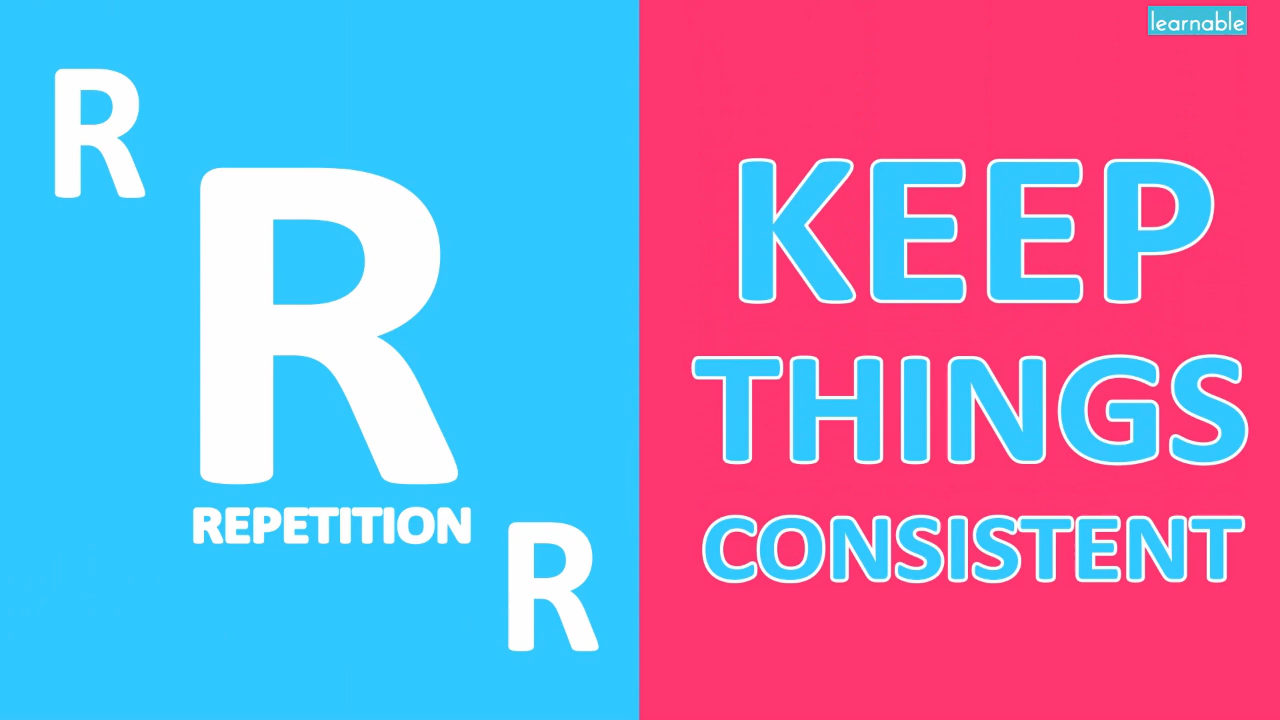 learnable
R
R
REPETITION
R
KEEP
THINGS
CONSISTENT